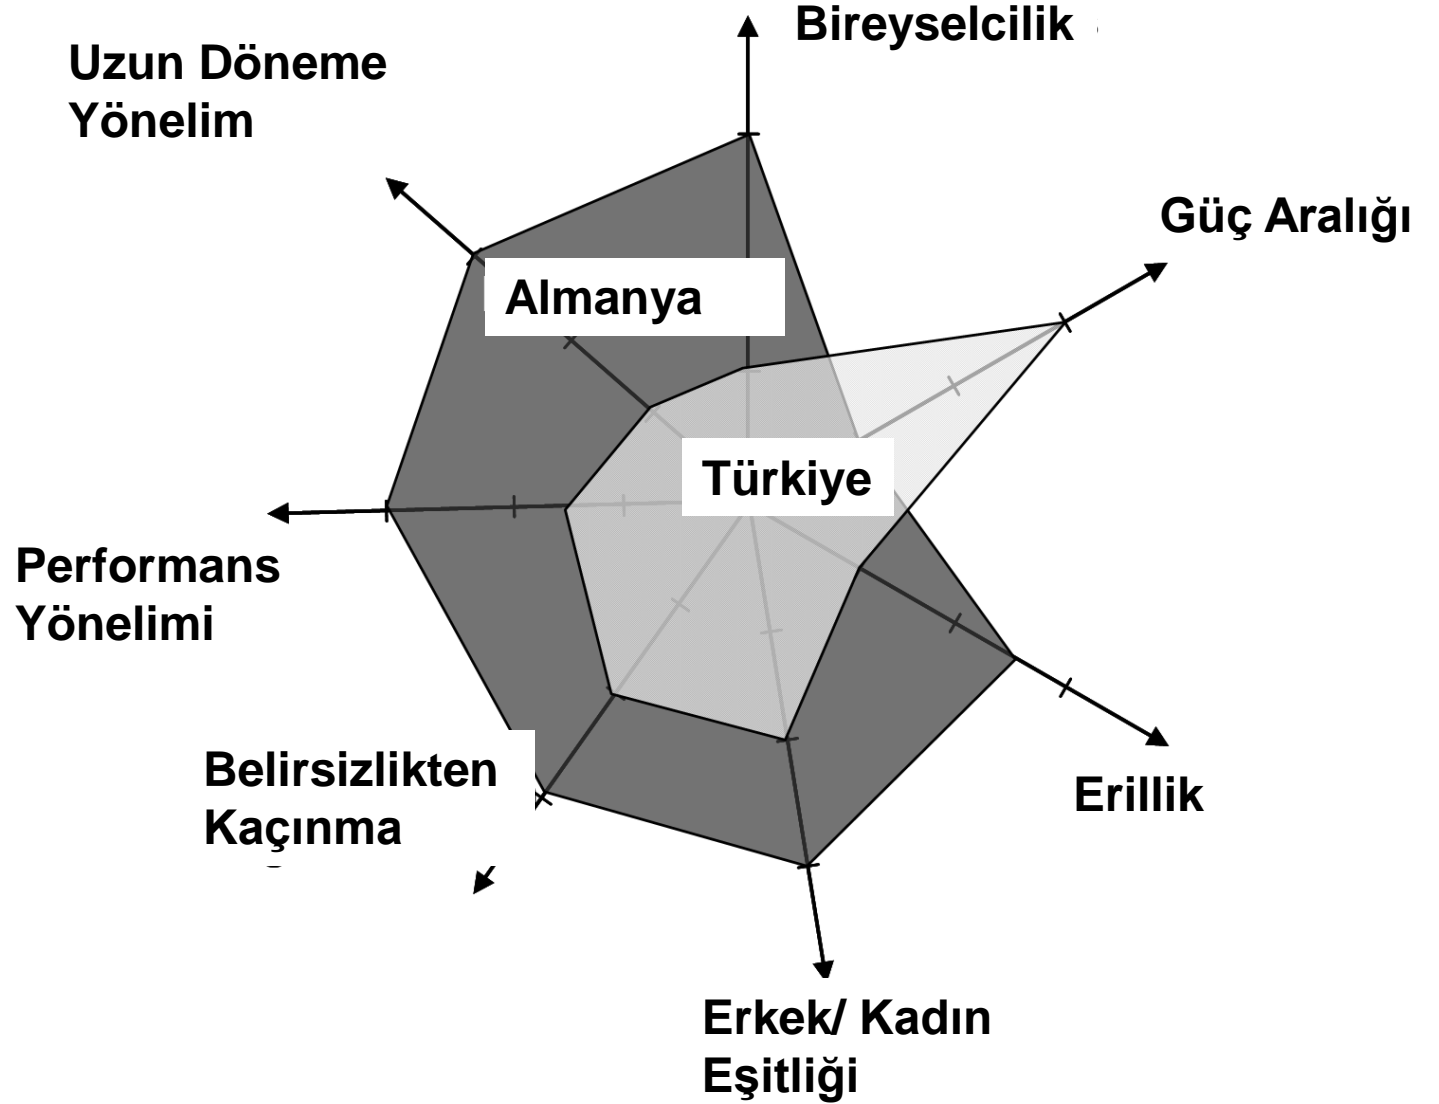 Bireyselcilik
Uzun Döneme
Yönelim
Güç Aralığı
Almanya
Türkiye
Performans
Yönelimi
Belirsizlikten
Kaçınma
Erillik
Erkek/ Kadın
Eşitliği